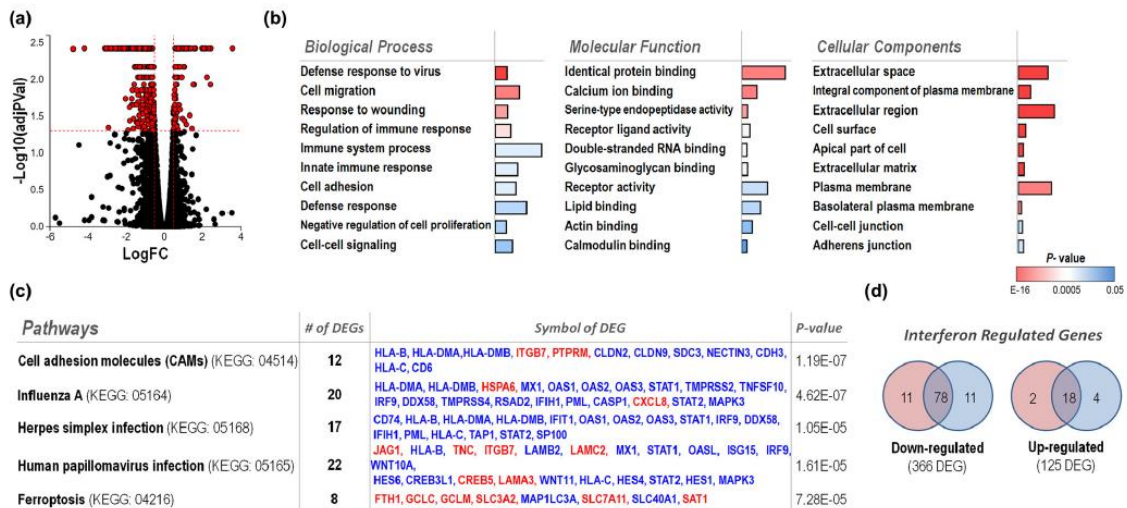 (a)
2.5
2.0
1.5
1.0
0.5
0.0
-Log10(adjPVal)
-6 -4 -2 0 2 4
LogFC
(b)
Biological Process
Defense response to virus
Cell migration
Response to wounding
Regulation of immune response
Immune system process
Innate immune response
Cell adhesion
Defense response
Negative regulation of cell proliferation
Cell-cell signaling
Molecular Function
Identical protein binding
Calcium ion binding
Serine-type endopeptidase activity
Receptor ligand activity
Double-stranded RNA binding
Glycosaminoglycan binding
Receptor activity
Lipid binding
Actin binding
Calmodulin binding
Cellular Components
Extracellular space
Integral component of plasma membrane
Extracellular region
Cell surface
Apical part of cell
Extracellular matrix
Plasma membrane
Basolateral plasma membrane
Cell-cell junction
Adherens junction
P- value
E-16 0.0005 0.05
(c)
Pathways # of DEGs Symbol of DEG P-value
Cell adhesion molecules (CAMs) (KEGG: 04514) 12 HLA-B, HLA-DMA,HLA-DMB, ITGB7, PTPRM, CLDN2, CLDN9, SDC3, NECTIN3, CDH3, 1.19E-07
HLA-C, CD6
Influenza A (KEGG: 05164) 20 HLA-DMA, HLA-DMB, HSPA6, MX1, OAS1, OAS2, OAS3, STAT1, TMPRSS2, TNFSF10, 4.62E-07
IRF9, DDX58, TMPRSS4, RSAD2, IFIH1, PML, CASP1, CXCL8, STAT2, MAPK3
Herpes simplex infection (KEGG: 05168) 17 CD74, HLA-B, HLA-DMA, HLA-DMB, IFIT1, OAS1, OAS2, OAS3, STAT1, IRF9, DDX58, 1.05E-05
IFIH1, PML, HLA-C, TAP1, STAT2, SP100
Human papillomavirus infection (KEGG: 05165) 22 JAG1, HLA-B, TNC, ITGB7, LAMB2, LAMC2, MX1, STAT1, OASL, ISG15, IRF9, 1.61E-05
WNT10A,
HES6, CREB3L1, CREB5, LAMA3, WNT11, HLA-C, HES4, STAT2, HES1, MAPK3
Ferroptosis (KEGG: 04216) 8 FTH1, GCLC, GCLM, SLC3A2, MAP1LC3A, SLC7A11, SLC40A1, SAT1 7.28E-05
(d)
Interferon Regulated Genes
11 78 11
Down-regulated
(366 DEG)
2 18 4
Up-regulated
(125 DEG)